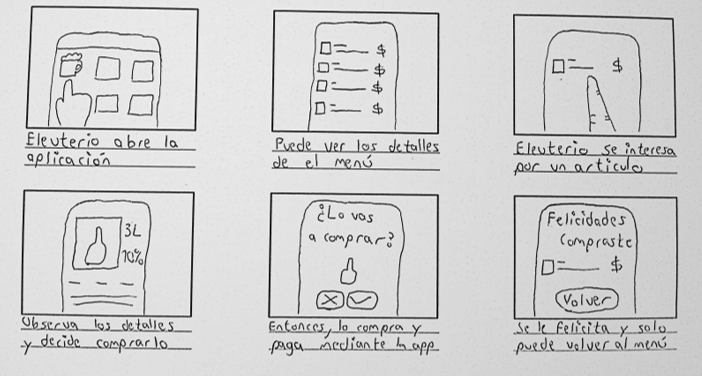 Eleuterio abre la
aplicación
$
$
$
$
Puede ver los detalles
de el menú
$
Eleuterio se interesa
por un articulo
3L
10%
Observa los detalles
y decide comprarlo
¿Lo vas
a comprar?
Entonces, lo compra y
paga mediante la app
Felicidades
Compraste
$
Volver
Se le felicita y solo
puede volver al menú